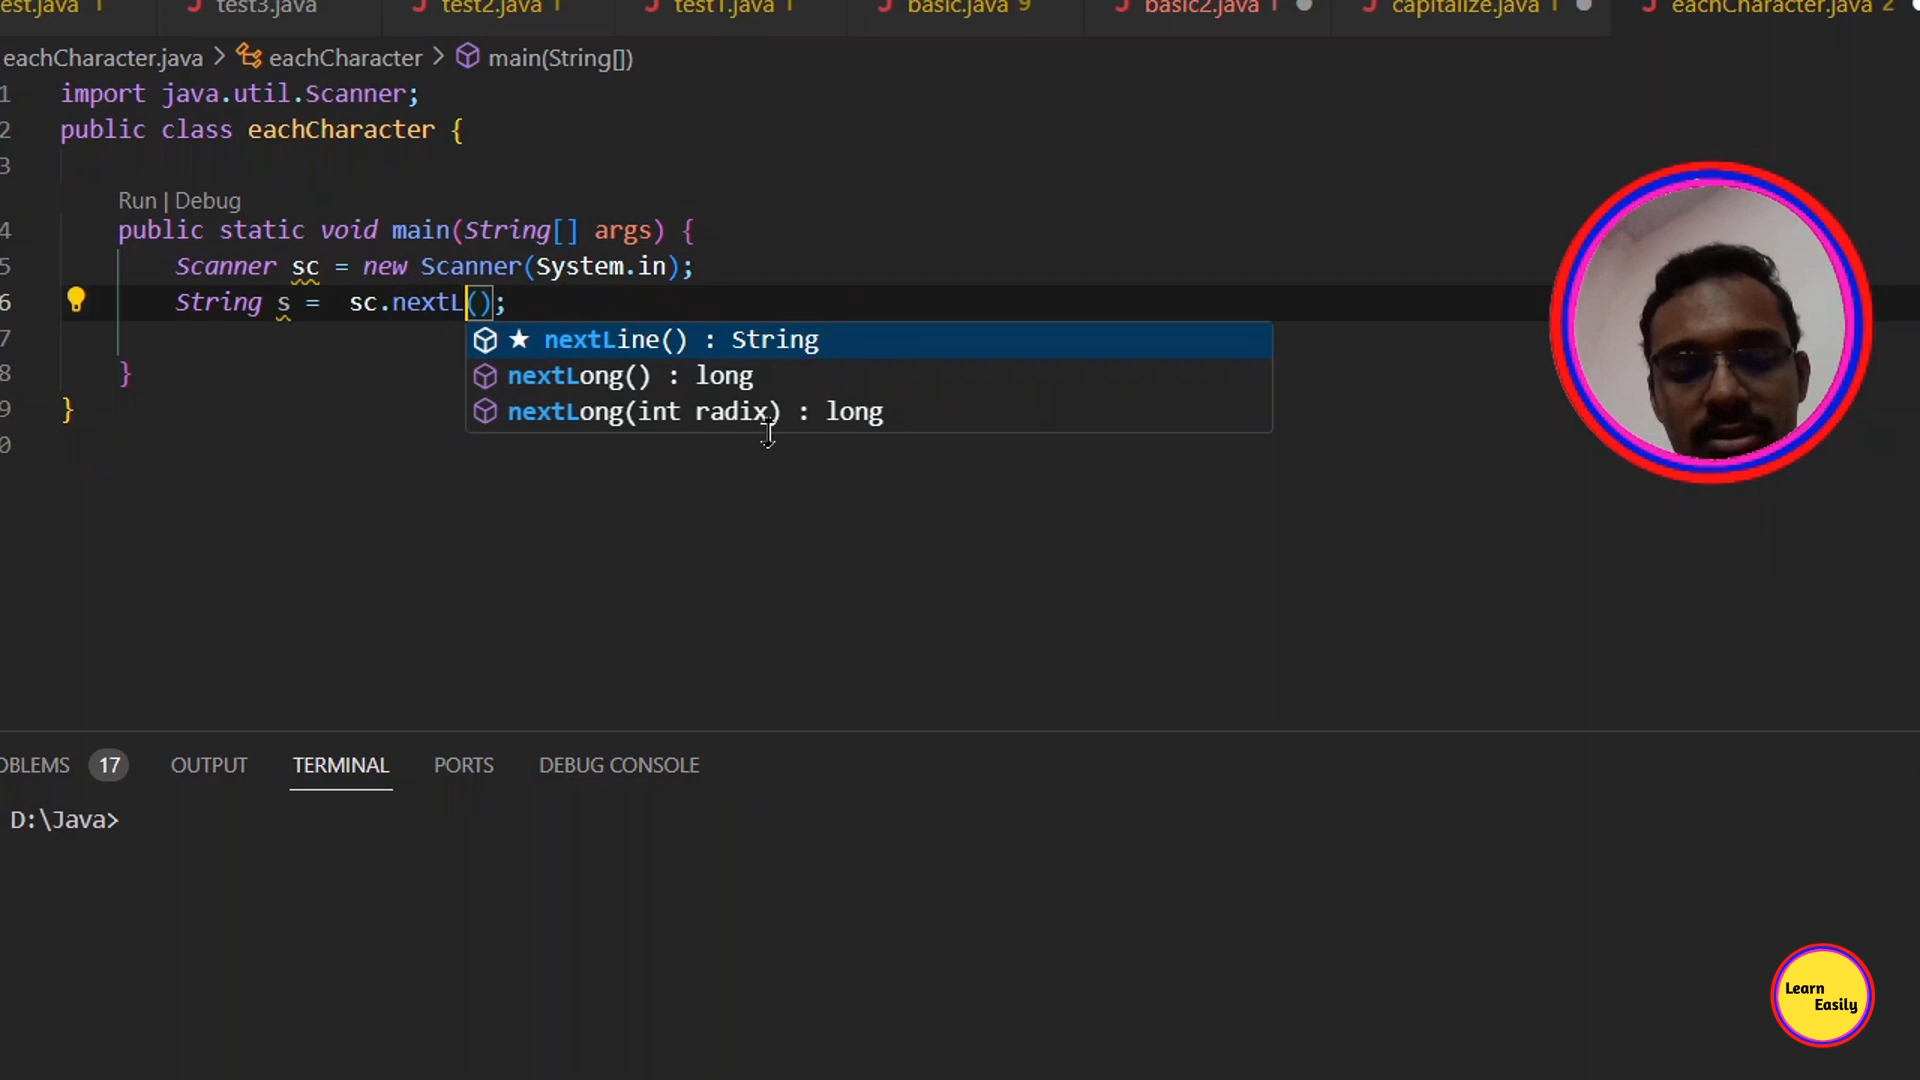 est.java 1 test3.java test2.java 1 test1.java 1 basic.java 9 basic2.java 1 capitalize.java 1 eachCharacter.java 2
eachCharacter.java > eachCharacter > main(String[])
1 import java.util.Scanner;
2 public class eachCharacter {
3
Run | Debug
4 public static void main(String[] args) {
5 Scanner sc = new Scanner(System.in);
6 String s =  sc.nextL();
7 ★ nextLine() : String
nextLong() : long
8 }
9 } nextLong(int radix) : long
0
OBLEMS 17 OUTPUT TERMINAL PORTS DEBUG CONSOLE
D:\Java>
Learn
Easily